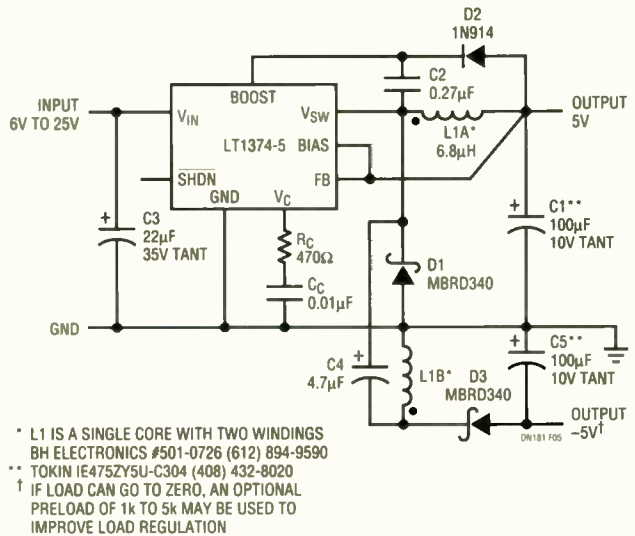 D2
1N914
C2
0.27µF
INPUT
6V TO 25V
BOOST
VIN
VSW
LT1374-5
BIAS
SHDN
FB
GND
VC
L1A*
6.8µH
OUTPUT
5V
+
C3
22µF
35V TANT
RC
470Ω
CC
0.01µF
D1
MBRD340
+
C1**
100µF
10V TANT
GND
+
C4
4.7µF
L1B*
D3
MBRD340
+
C5**
100µF
10V TANT
OUTPUT
–5V†
DN181 F05
* L1 IS A SINGLE CORE WITH TWO WINDINGS
BH ELECTRONICS #501-0726 (612) 894-9590
** TOKIN IE475ZY5U-C304 (408) 432-8020
† IF LOAD CAN GO TO ZERO, AN OPTIONAL
PRELOAD OF 1k TO 5k MAY BE USED TO
IMPROVE LOAD REGULATION